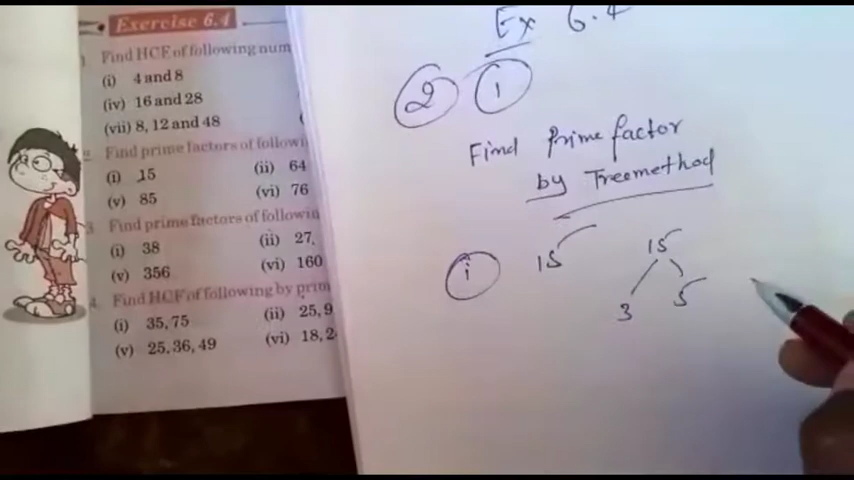 Exercise 6.4
Find HCF of following num
(i) 4 and 8
(iv) 16 and 28
(vii) 8, 12 and 48
Find prime factors of followi
(i) 15
(ii) 64
(v) 85
(vi) 76
3 Find prime factors of followin
(i) 38
(ii) 27,
(v) 356
(vi) 160
4. Find HCF of following by prim
(i) 35, 75
(ii) 25, 9
(v) 25, 36, 49
(vi) 18, 2
Ex 6.4
2 1
Find prime factor
by Treemethod
i 15 15
3 5